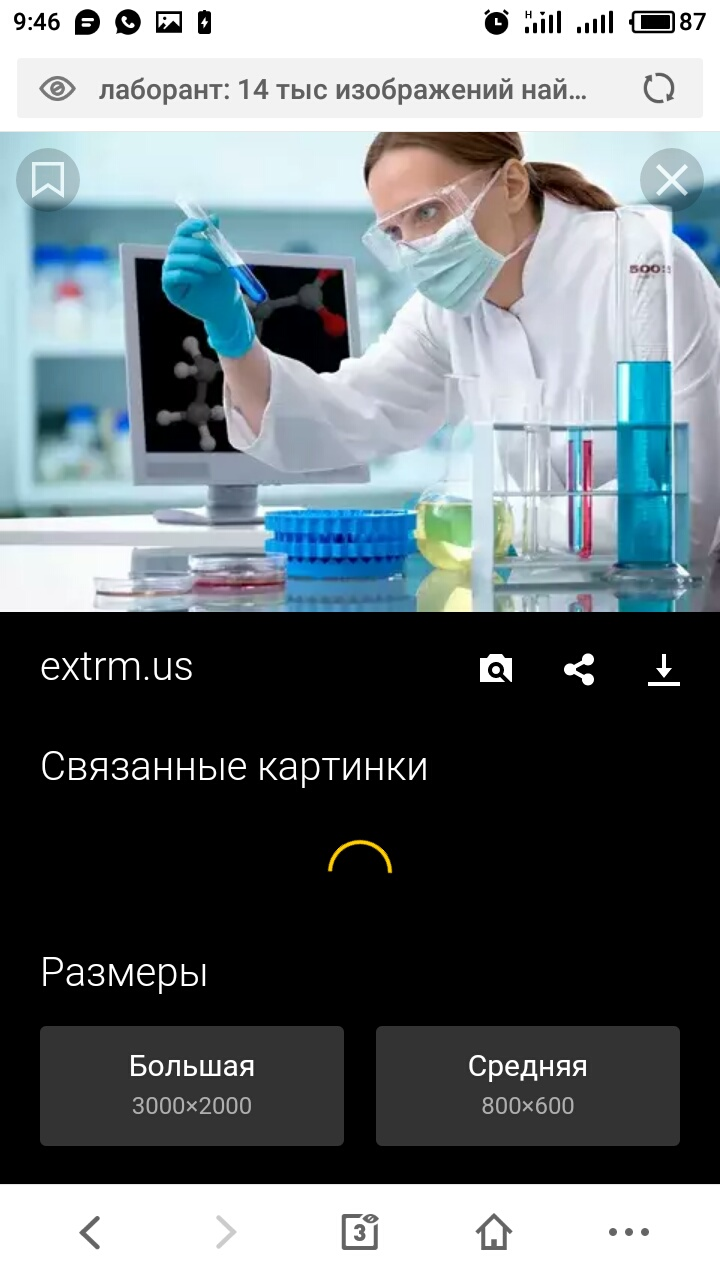 9:46
H
87
лаборант: 14 тыс изображений най...
500:
extrm.us
Связанные картинки
Размеры
Большая
Средняя
3000×2000
800×600
3